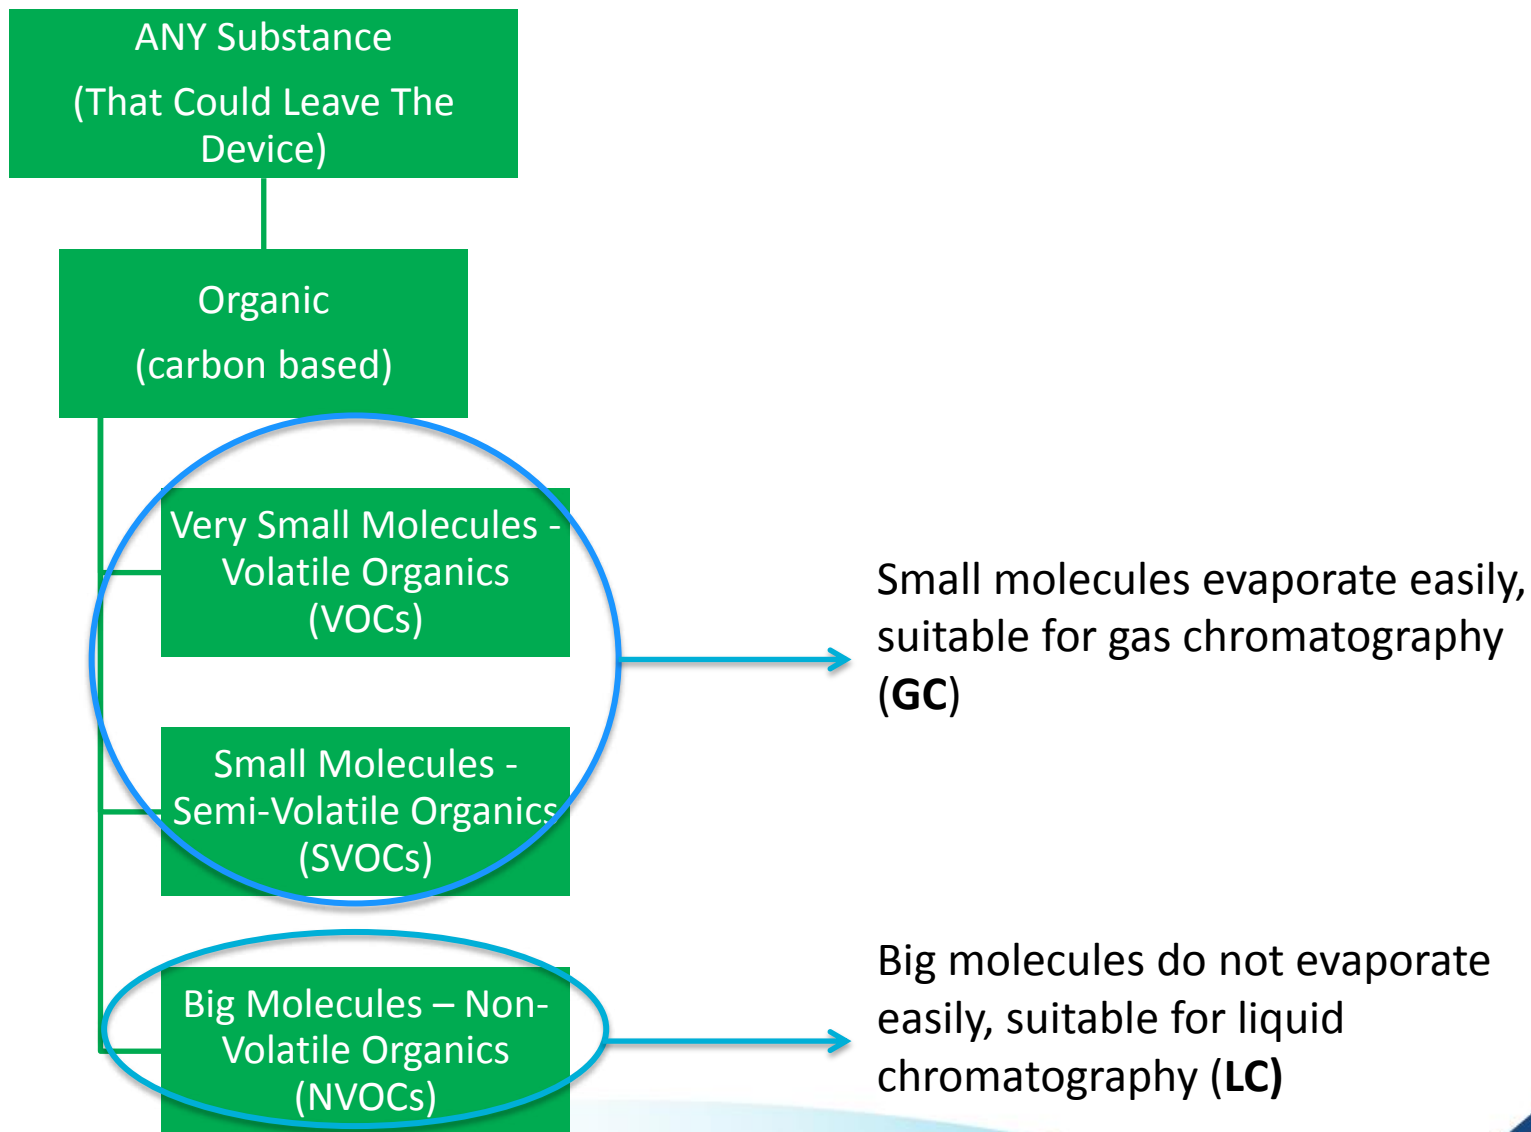 ANY Substance
(That Could Leave The
Device)
Organic
(carbon based)
Very Small Molecules -
Volatile Organics
(VOCs)
Small molecules evaporate easily,
suitable for gas chromatography
(GC)
Small Molecules -
Semi-Volatile Organics
(SVOCs)
Big Molecules – Non-
Volatile Organics
(NVOCs)
Big molecules do not evaporate
easily, suitable for liquid
chromatography (LC)